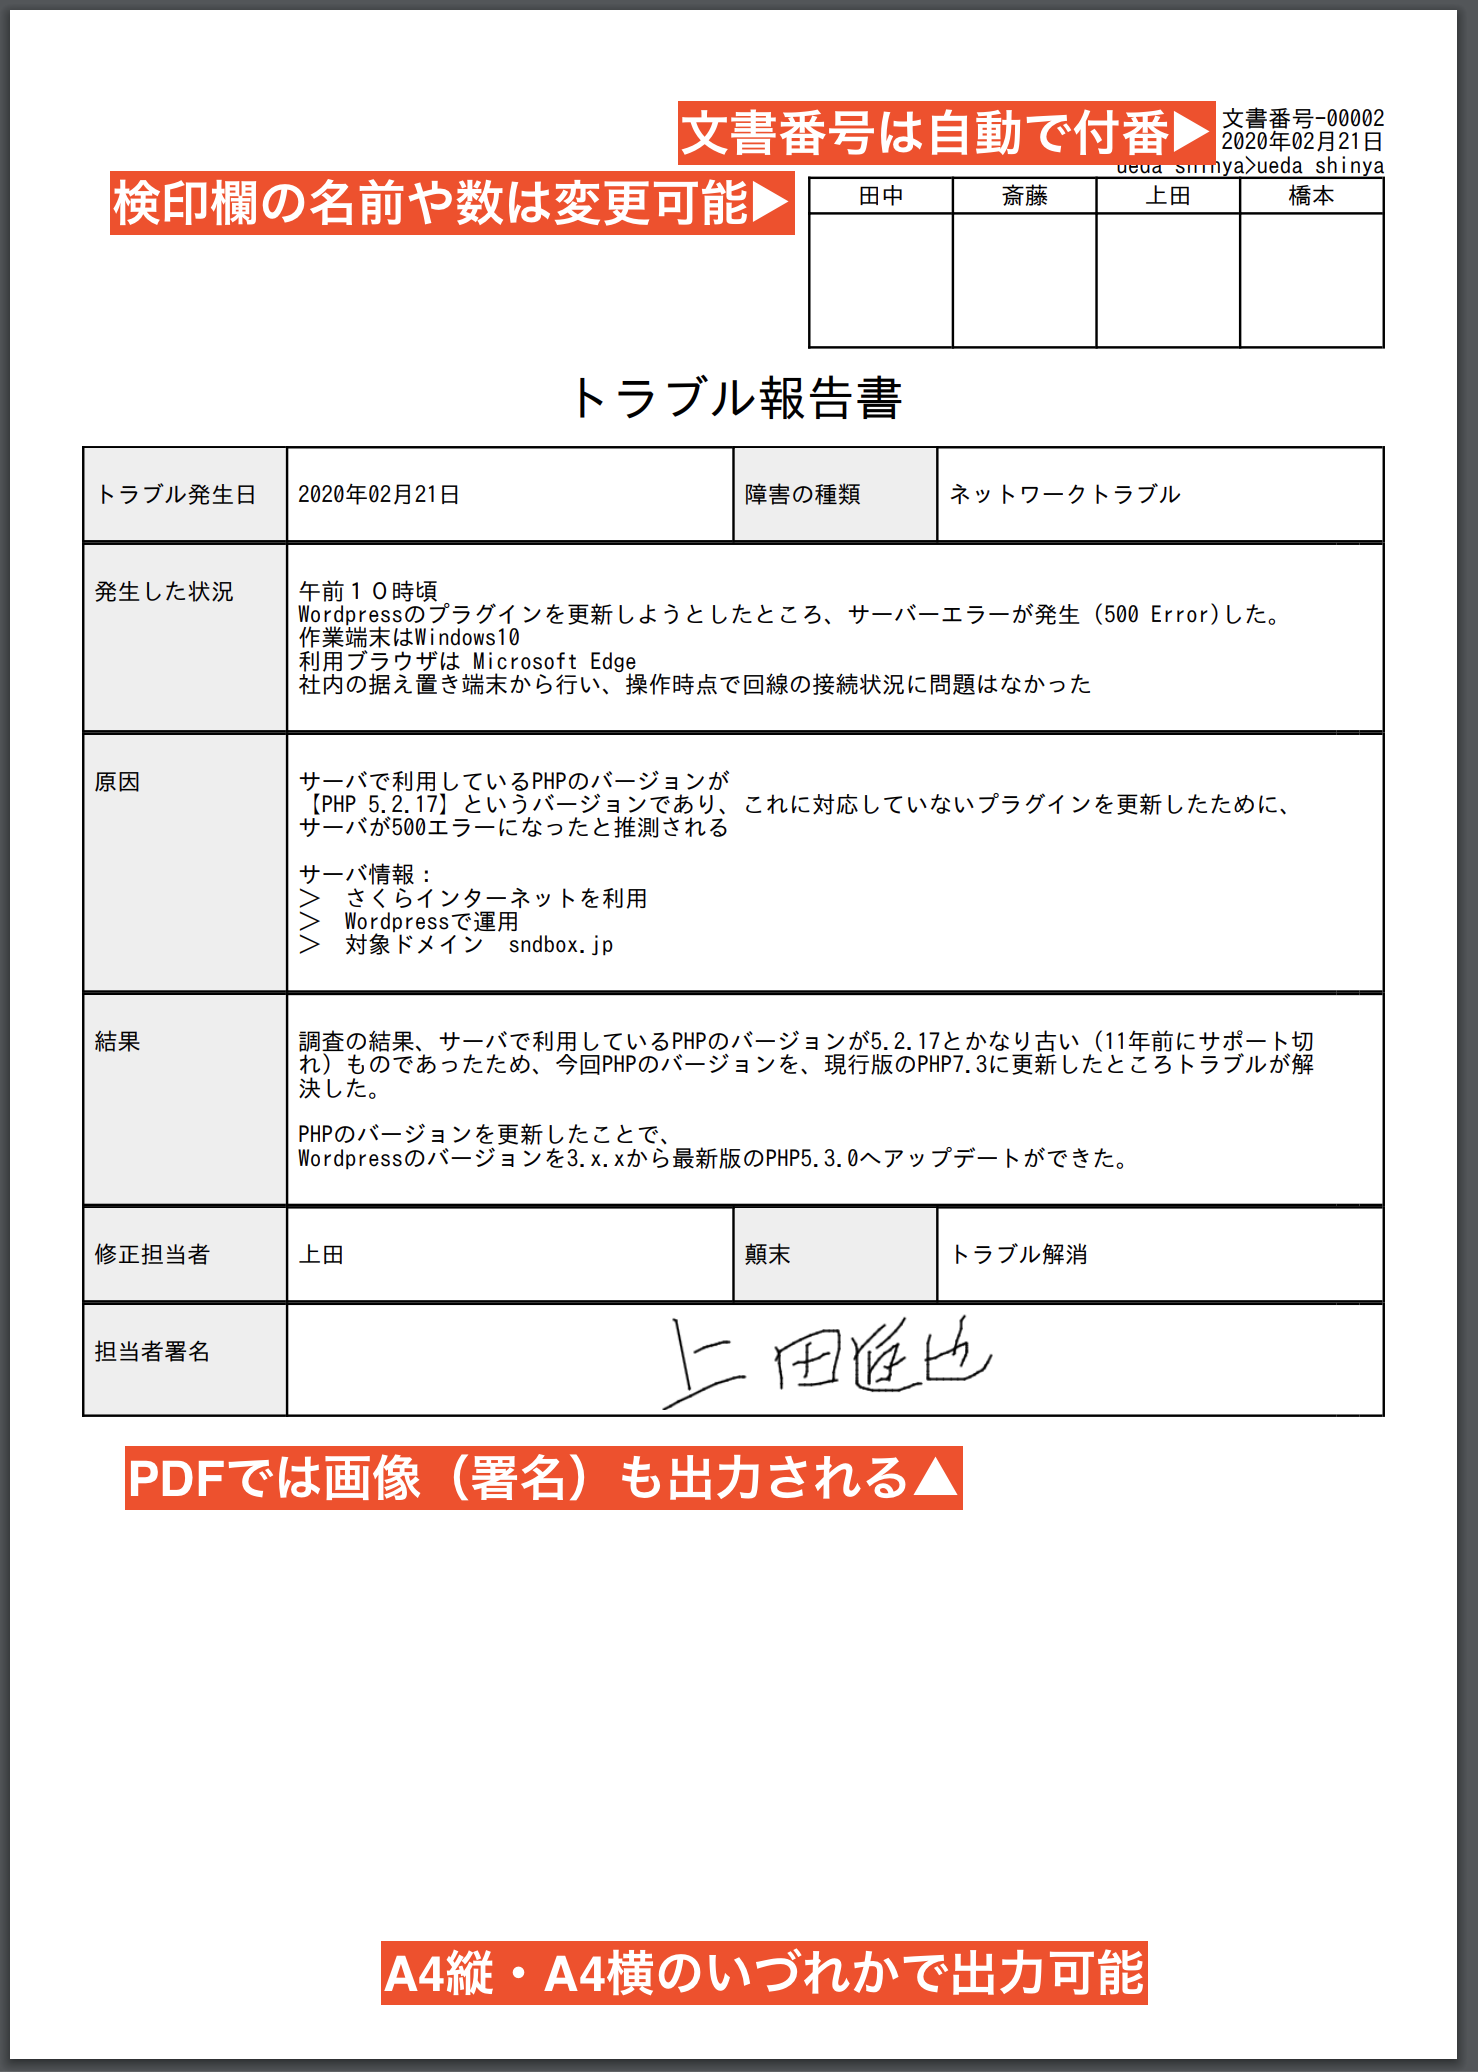 文書番号は自動で付番▶
文書番号-00002
2020年02月21日
ueda shinya>ueda shinya
検印欄の名前や数は変更可能▶
田中 斎藤 上田 橋本
トラブル報告書
トラブル発生日 2020年02月21日 障害の種類 ネットワークトラブル
発生した状況 午前１０時頃
Wordpressのプラグインを更新しようとしたところ、サーバーエラーが発生（500 Error)した。
作業端末はWindows10
利用ブラウザは Microsoft Edge
社内の据え置き端末から行い、操作時点で回線の接続状況に問題はなかった
原因 サーバで利用しているPHPのバージョンが
【PHP 5.2.17】というバージョンであり、これに対応していないプラグインを更新したために、
サーバが500エラーになったと推測される
サーバ情報：
＞　さくらインターネットを利用
＞　Wordpressで運用
＞　対象ドメイン　sndbox.jp
結果 調査の結果、サーバで利用しているPHPのバージョンが5.2.17とかなり古い（11年前にサポート切
れ）ものであったため、今回PHPのバージョンを、現行版のPHP7.3に更新したところトラブルが解
決した。
PHPのバージョンを更新したことで、
Wordpressのバージョンを3.x.xから最新版のPHP5.3.0へアップデートができた。
修正担当者 上田 顛末 トラブル解消
担当者署名 上田
PDFでは画像（署名）も出力される▲
A4縦・A4横のいづれかで出力可能